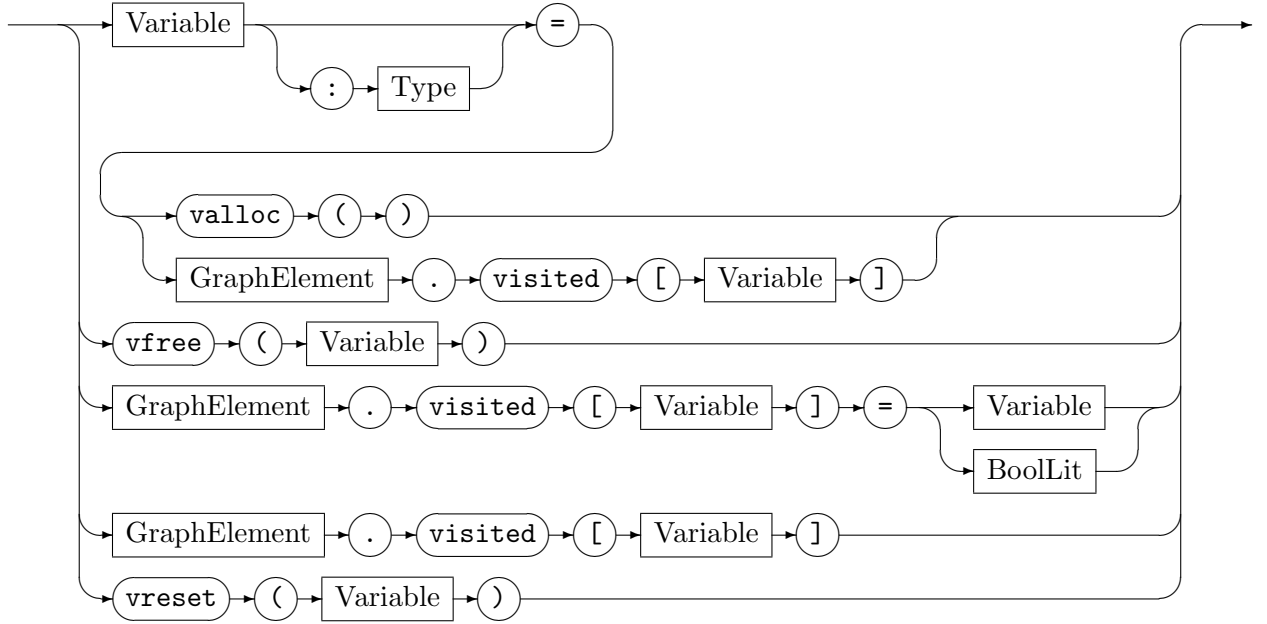 Variable =
: Type
valloc ( )
GraphElement . visited [ Variable ]
vfree ( Variable )
GraphElement . visited [ Variable ] = Variable
BoolLit
GraphElement . visited [ Variable ]
vreset ( Variable )